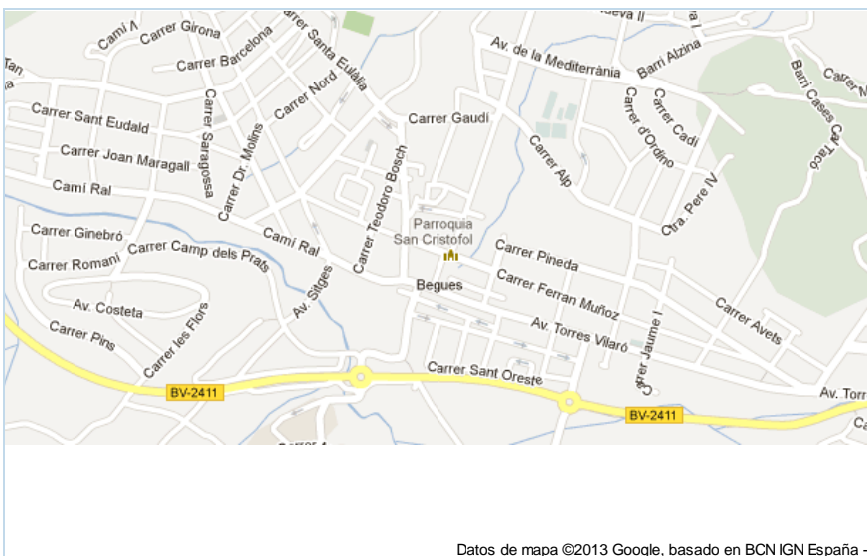 ueva II
Camí
Carrer Girona
Carrer Santa Eulàlia
Av. de la Mediterrània
Barri Alzina
Tan
Carrer Barcelona
Barri Cases Cal Tacó
Carrer Nord
Carrer Sant Eudald
Carrer Saragossa
Carrer Dr. Molins
Carrer Gaudí
Carrer Cadí
Carrer d'Ordino
Carrer Joan Maragall
Carrer Alp
Camí Ral
Carrer Teodoro Bosch
Ctra. Pere IV
Parroquia
San Cristofol
Carrer Ginebró
Camí Ral
Carrer Camp dels Prats
Carrer Pineda
Carrer Romaní
Begues
Av. Sitges
Carrer Ferran Muñoz
Av. Costeta
Carrer Avets
Carrer Pins
Carrer les Flors
Av. Torres Vilaró
Carrer Jaume I
Carrer Sant Oreste
BV-2411
Av. Torr
BV-2411
Datos de mapa ©2013 Google, basado en BCN IGN España -